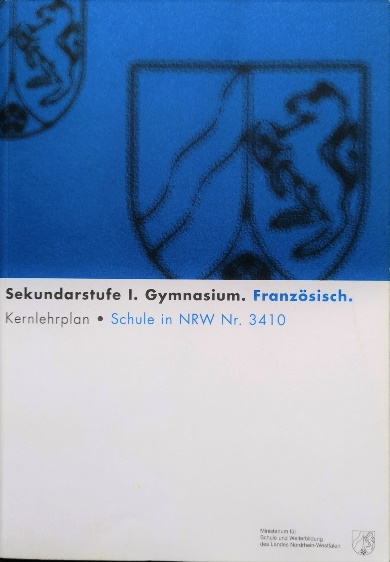 Sekundarstufe I. Gymnasium. Französisch.
Kernlehrplan • Schule in NRW Nr. 3410
Ministerium für
Schule und Weiterbildung
des Landes Nordrhein-Westfalen